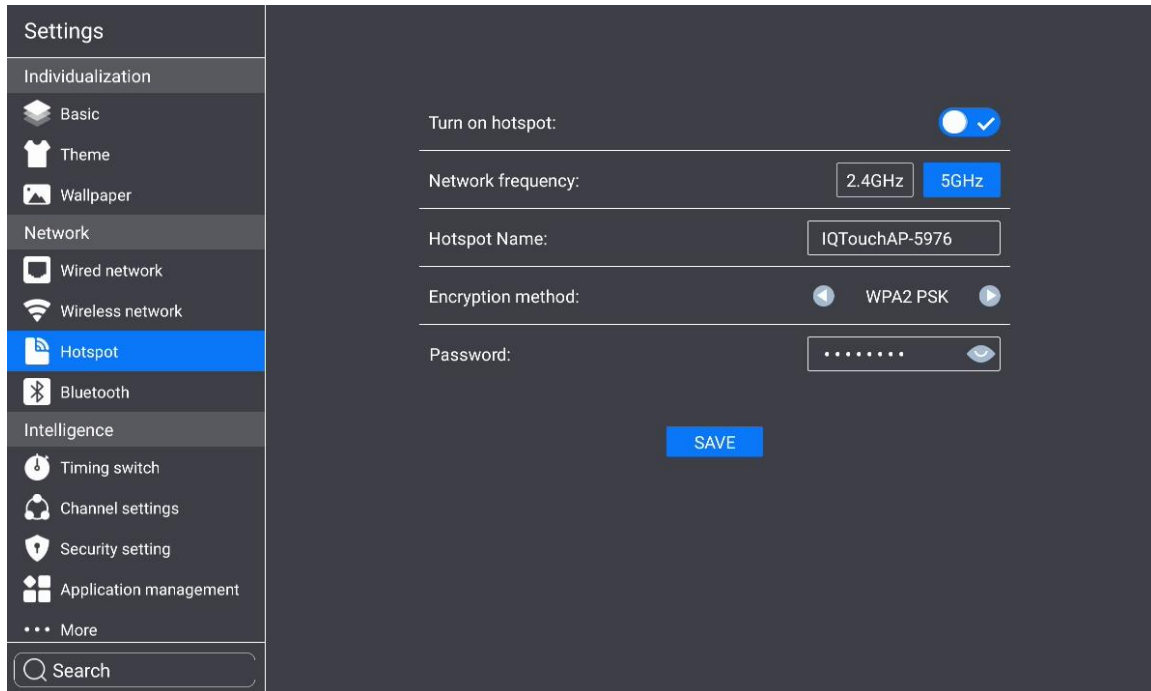 Settings
Individualization
Basic
Theme
Wallpaper
Network
Wired network
Wireless network
Hotspot
Bluetooth
Intelligence
Timing switch
Channel settings
Security setting
Application management
More
Search
Turn on hotspot:
Network frequency: 2.4GHz 5GHz
Hotspot Name: IQTouchAP-5976
Encryption method: WPA2 PSK
Password: ••••••••
SAVE